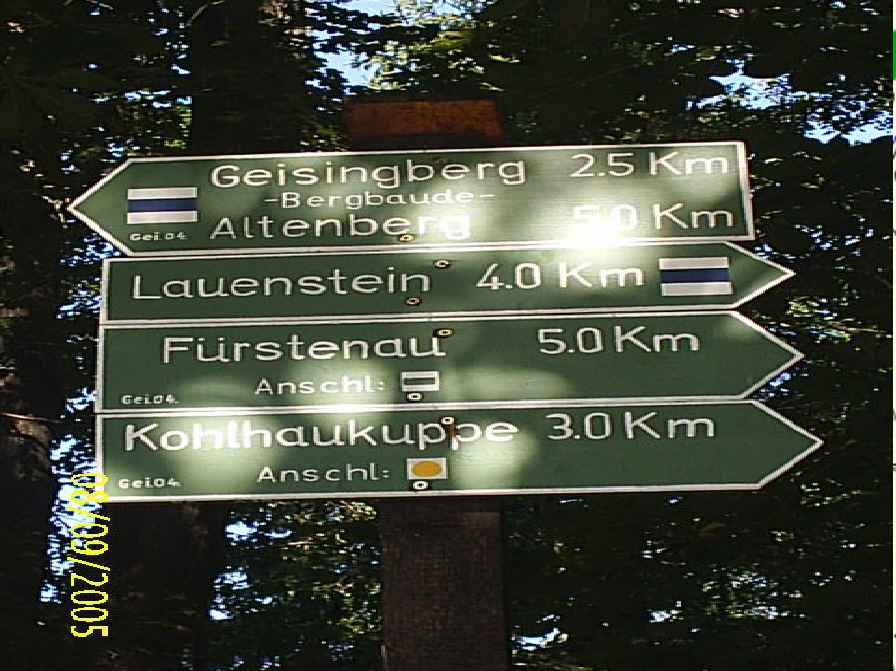 Geisingberg 2.5 Km
-Bergbaude-
Altenberg 5.0 Km
Gei.04.
Lauenstein 4.0 Km
Fürstenau 5.0 Km
Anschl:
Gei.04.
Kohlhaukuppe 3.0 Km
Anschl:
Gei.04.
08/09/2005